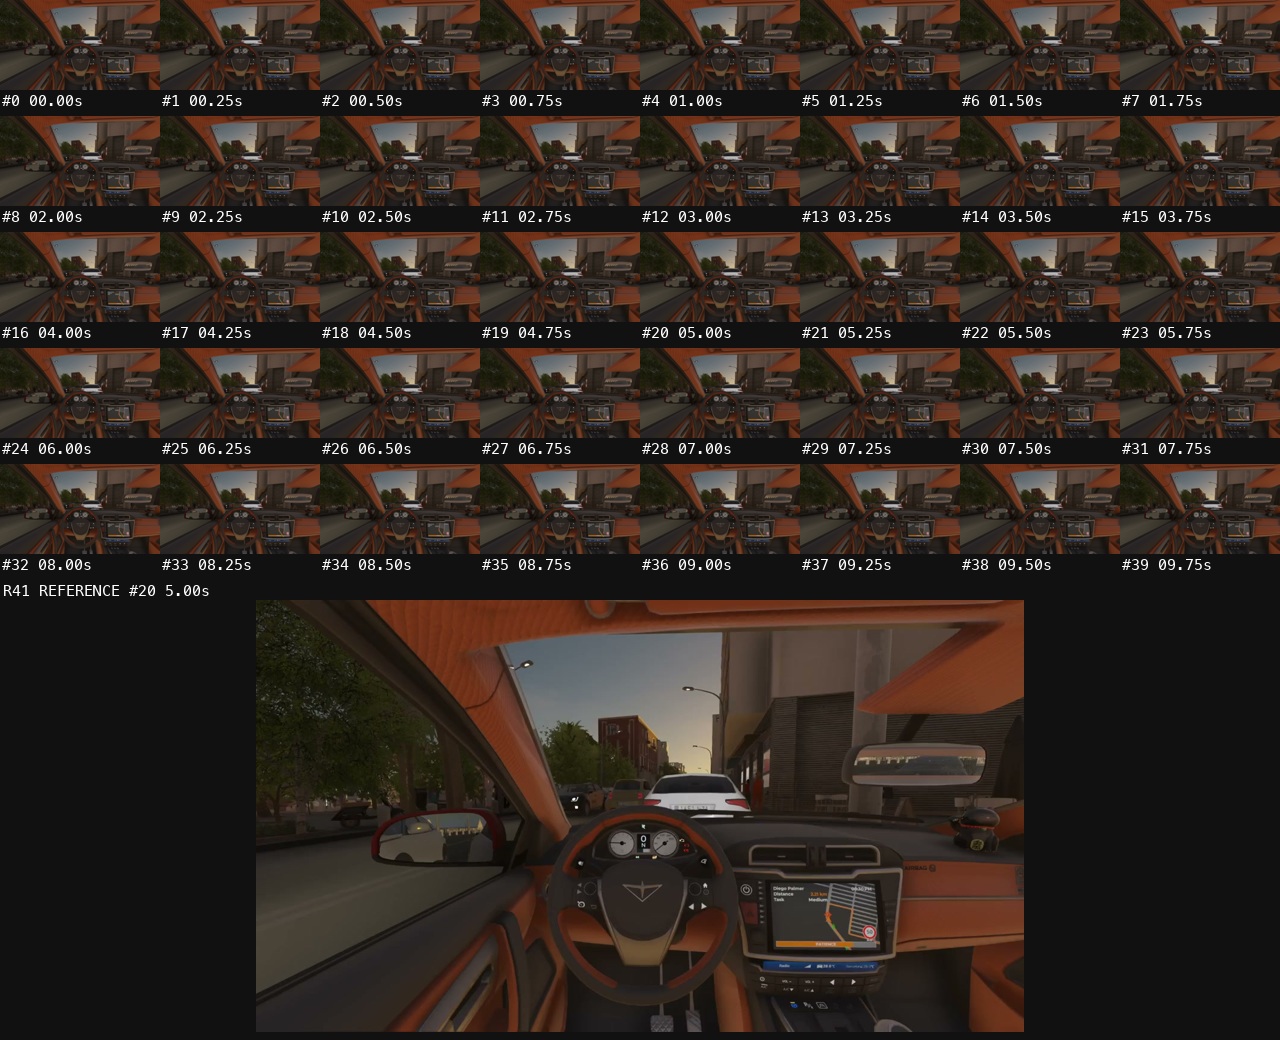 #0 00.00s #1 00.25s #2 00.50s #3 00.75s #4 01.00s #5 01.25s #6 01.50s #7 01.75s
#8 02.00s #9 02.25s #10 02.50s #11 02.75s #12 03.00s #13 03.25s #14 03.50s #15 03.75s
#16 04.00s #17 04.25s #18 04.50s #19 04.75s #20 05.00s #21 05.25s #22 05.50s #23 05.75s
#24 06.00s #25 06.25s #26 06.50s #27 06.75s #28 07.00s #29 07.25s #30 07.50s #31 07.75s
#32 08.00s #33 08.25s #34 08.50s #35 08.75s #36 09.00s #37 09.25s #38 09.50s #39 09.75s
R41 REFERENCE #20 5.00s
0
N
AIRBAG
Diego Palmer
Distance
Task Medium
PATIENCE
Radio